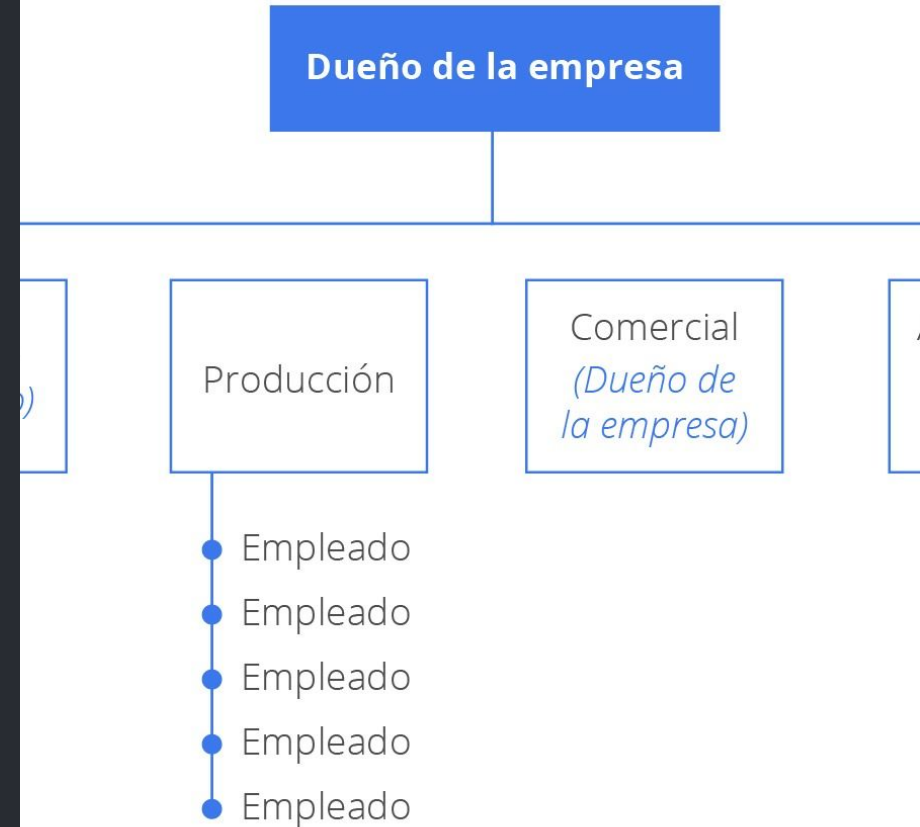 Dueño de la empresa
Producción
Comercial
(Dueño de
la empresa)
Empleado
Empleado
Empleado
Empleado
Empleado